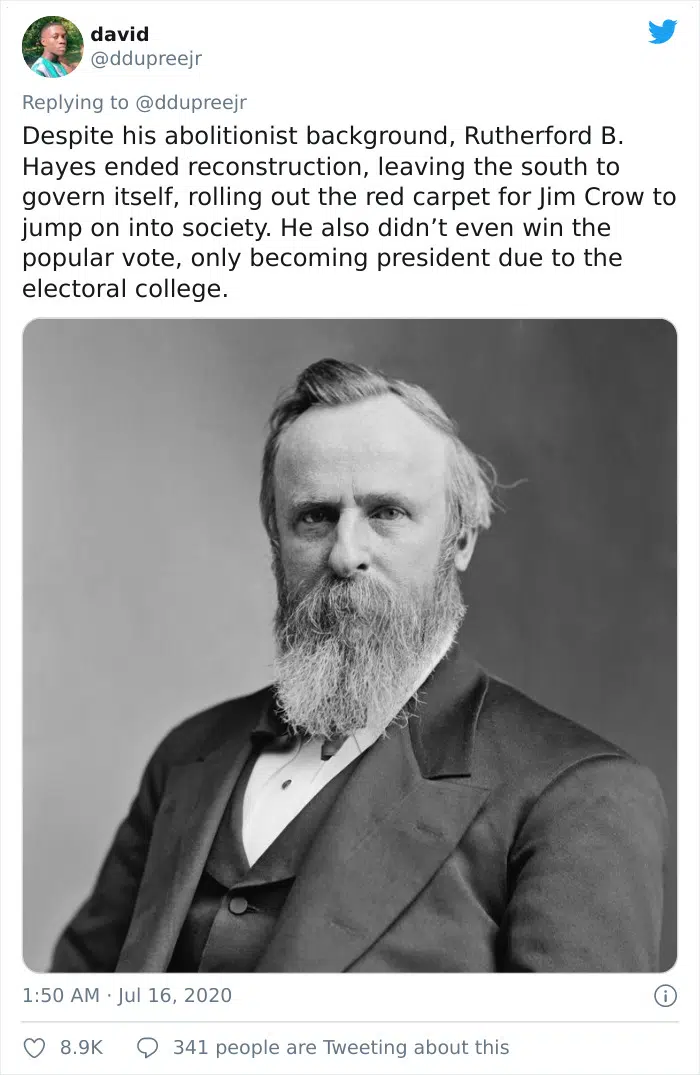 david
@ddupreejr
Replying to @ddupreejr
Despite his abolitionist background, Rutherford B.
Hayes ended reconstruction, leaving the south to
govern itself, rolling out the red carpet for Jim Crow to
jump on into society. He also didn’t even win the
popular vote, only becoming president due to the
electoral college.
1:50 AM · Jul 16, 2020
8.9K
341 people are Tweeting about this